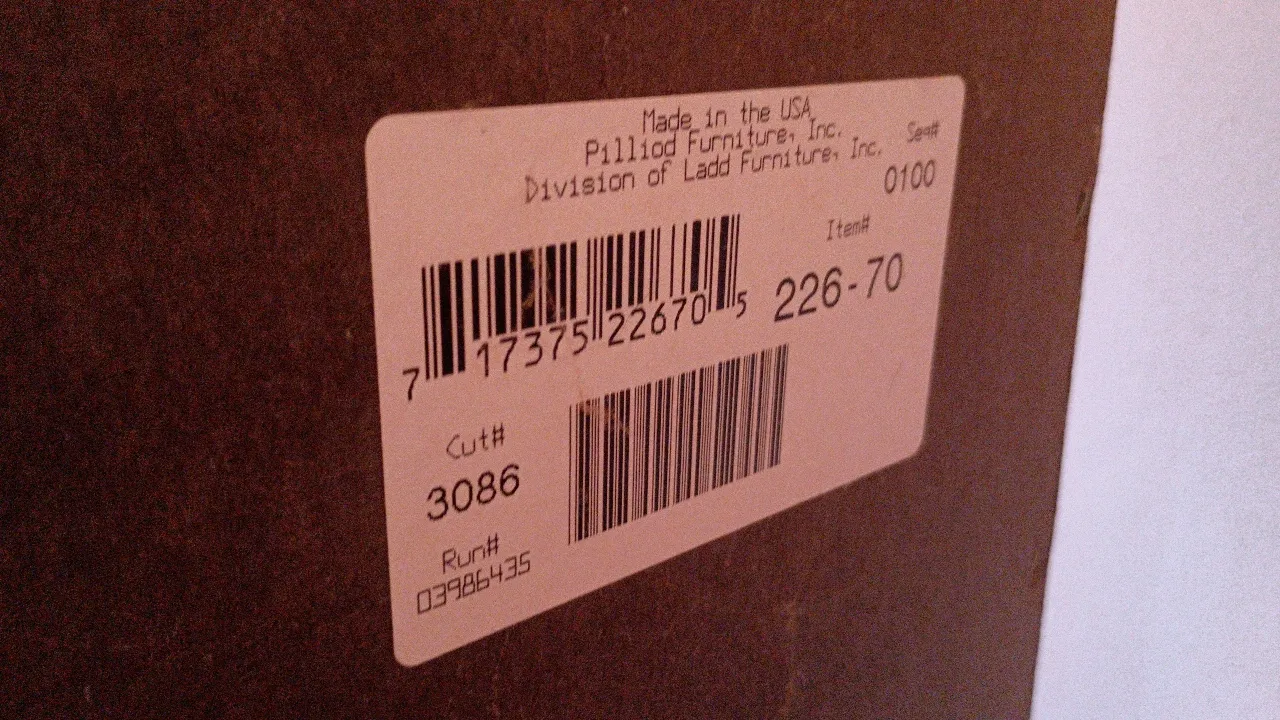 Made in the USA
Pilliod Furniture, Inc.
Division of Ladd Furniture, Inc.
Seq#
0100
Item#
226-70
7 17375 22670 5
Cut#
3086
Run#
03986435